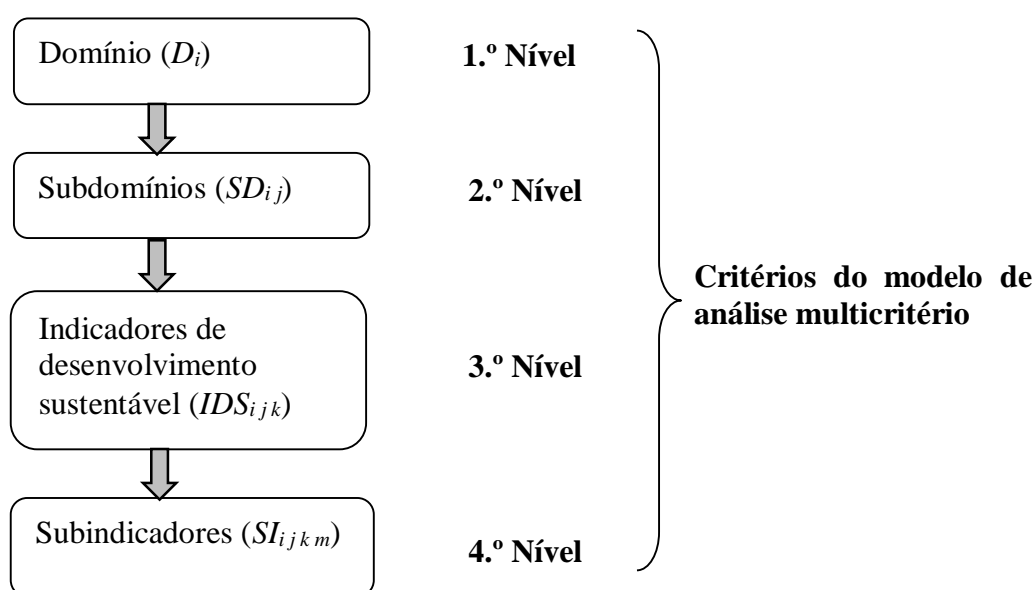 Domínio (Di)
1.º Nível
Subdomínios (SDi j)
2.º Nível
Indicadores de
desenvolvimento
sustentável (IDSi j k)
3.º Nível
Subindicadores (SIi j k m)
4.º Nível
Critérios do modelo de
análise multicritério